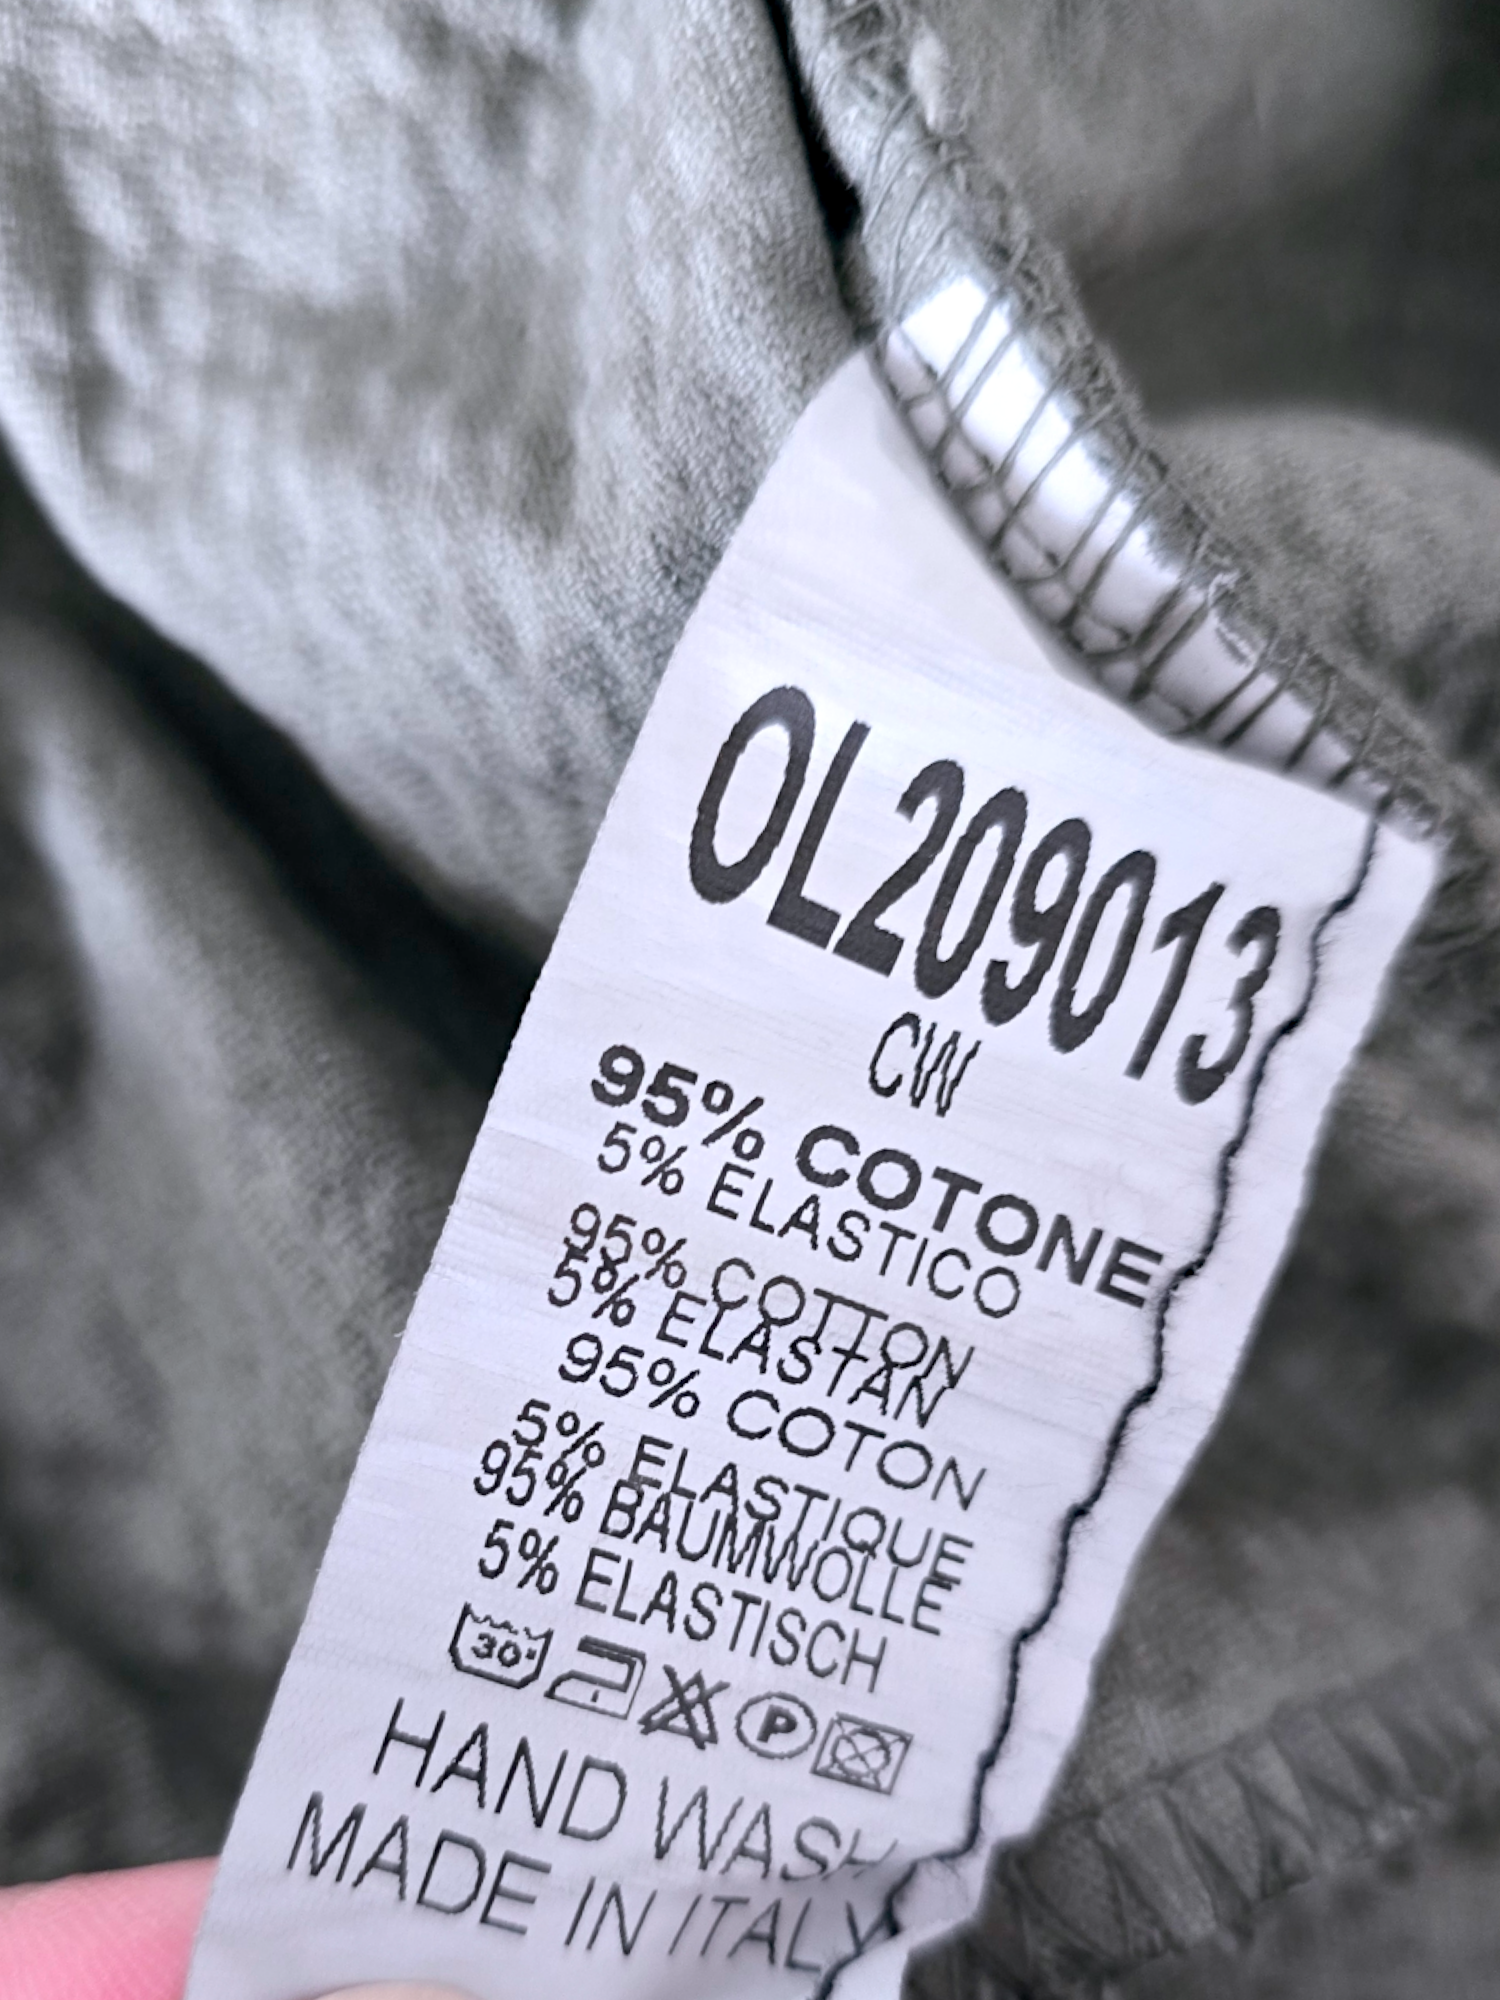 OL209013
CW
95% COTONE
5% ELASTICO
95% COTTON
5% ELASTAN
95% COTON
5% ELASTIQUE
95% BAUMWOLLE
5% ELASTISCH
30° P
HAND WASH
MADE IN ITALY